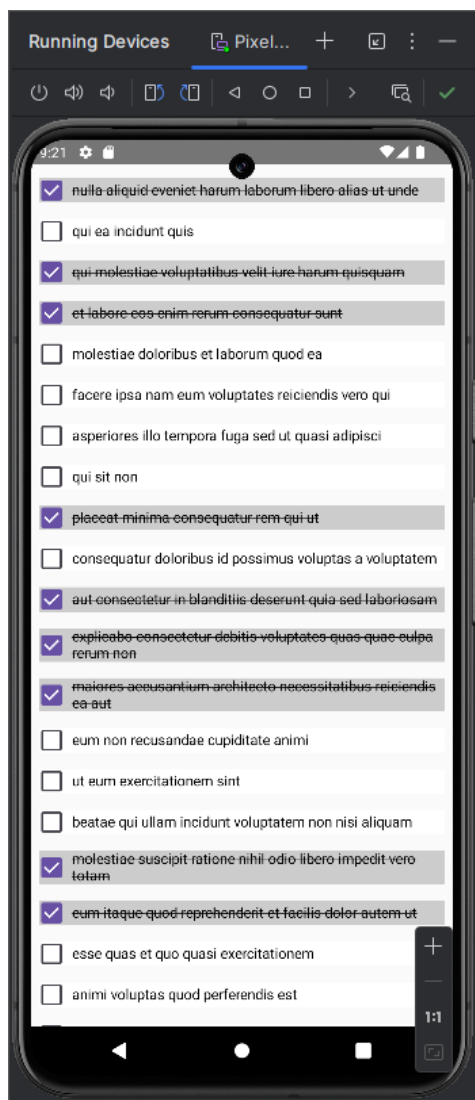 Running Devices
Pixel...
9:21
nulla aliquid eveniet harum laborum libero alias ut unde
qui ea incidunt quis
qui molestiae voluptatibus velit iure harum quisquam
et labore eos enim rerum consequatur sunt
molestiae doloribus et laborum quod ea
facere ipsa nam eum voluptates reiciendis vero qui
asperiores illo tempora fuga sed ut quasi adipisci
qui sit non
placeat minima consequatur rem qui ut
consequatur doloribus id possimus voluptas a voluptatem
aut consectetur in blanditiis deserunt quia sed laboriosam
explicabo consectetur debitis voluptates quas quae culpa
rerum non
maiores accusantium architecto necessitatibus reiciendis
ea aut
eum non recusandae cupiditate animi
ut eum exercitationem sint
beatae qui ullam incidunt voluptatem non nisi aliquam
molestiae suscipit ratione nihil odio libero impedit vero
totam
eum itaque quod reprehenderit et facilis dolor autem ut
esse quas et quo quasi exercitationem
animi voluptas quod perferendis est
1:1